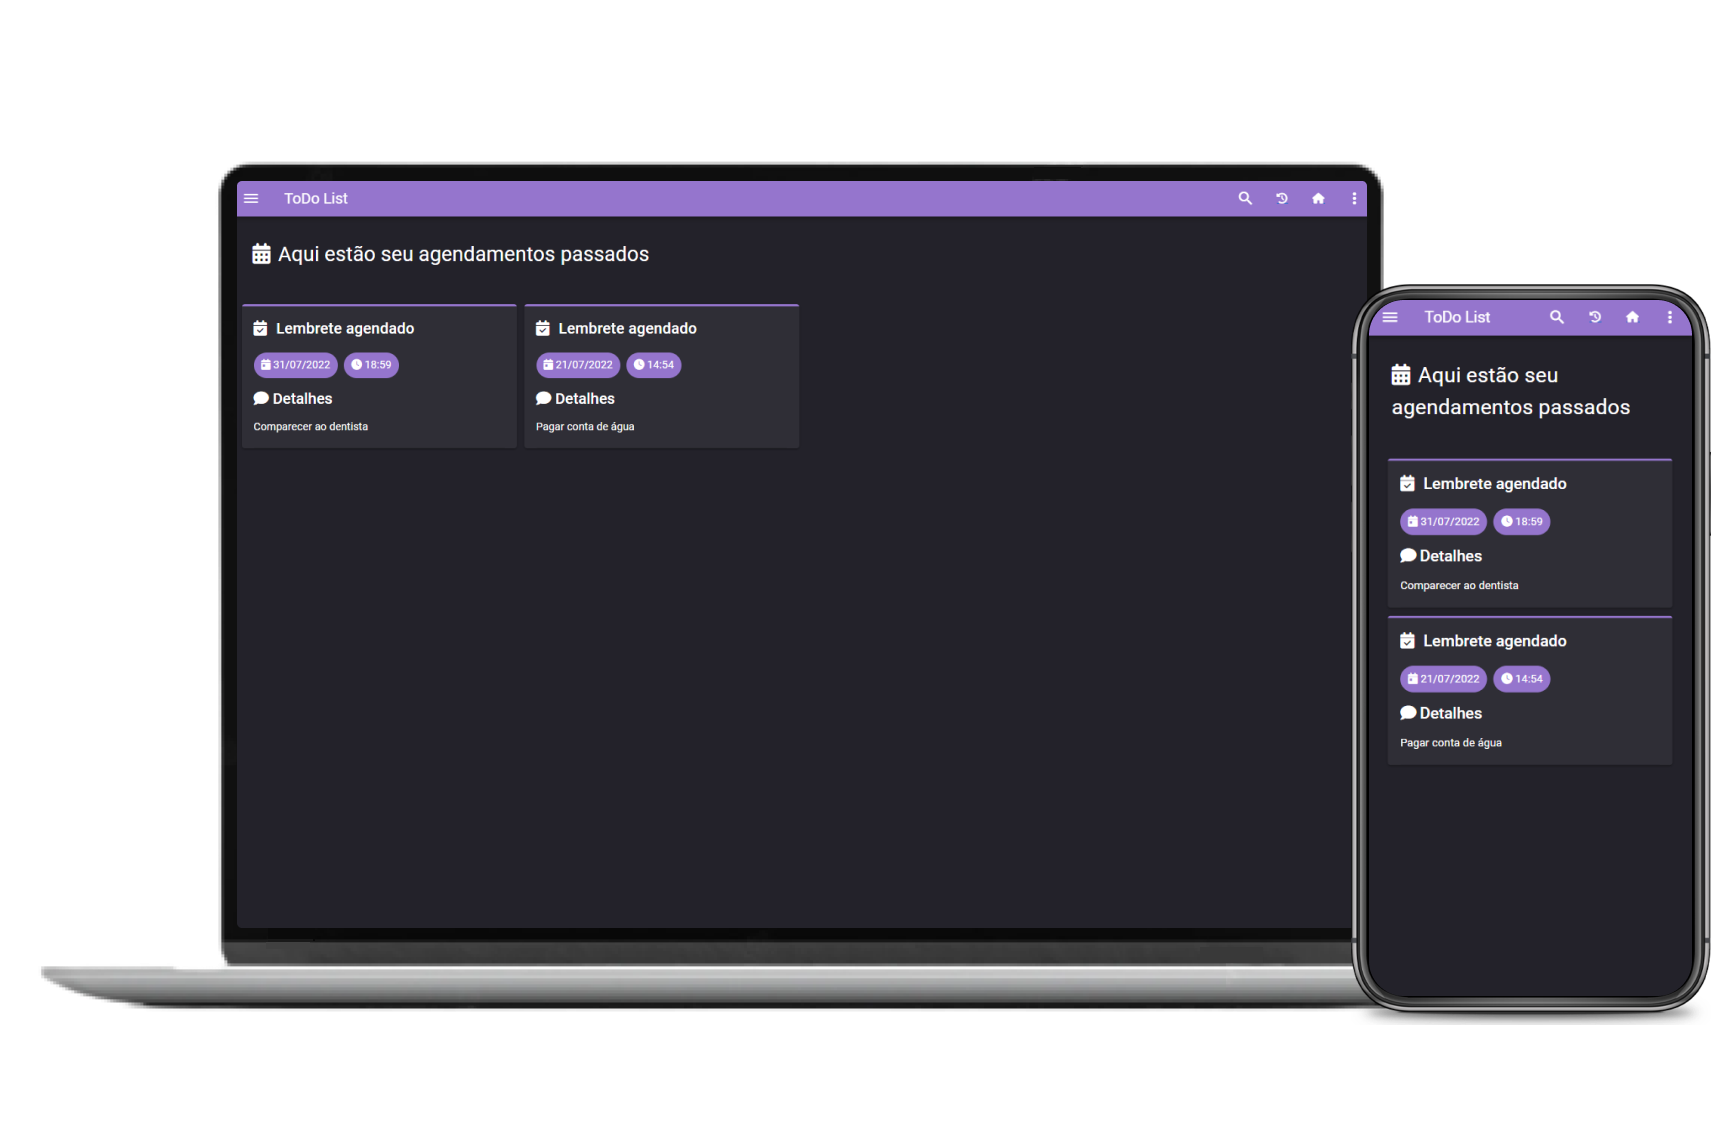 ToDo List
Aqui estão seu agendamentos passados
Lembrete agendado
31/07/2022 18:59
Detalhes
Comparecer ao dentista
Lembrete agendado
21/07/2022 14:54
Detalhes
Pagar conta de água
ToDo List
Aqui estão seu
agendamentos passados
Lembrete agendado
31/07/2022 18:59
Detalhes
Comparecer ao dentista
Lembrete agendado
21/07/2022 14:54
Detalhes
Pagar conta de água